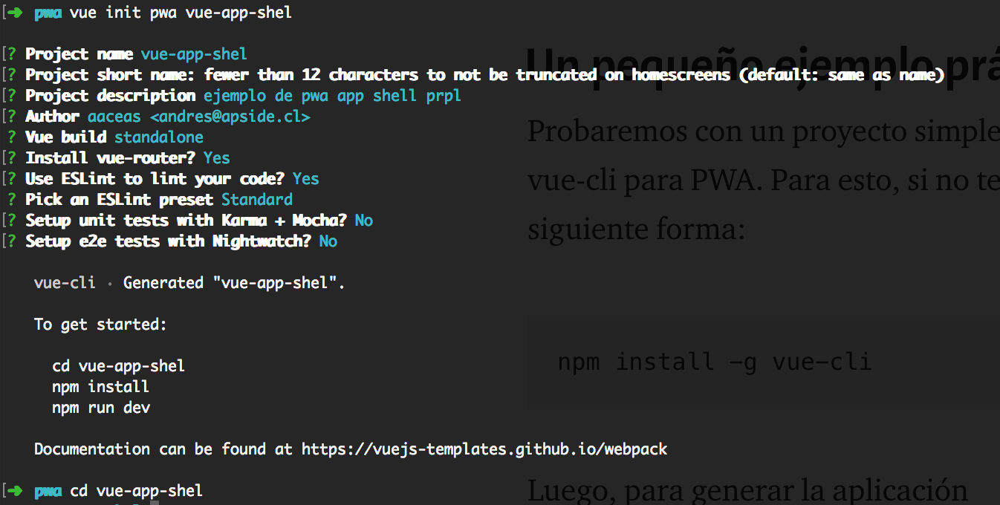 [➜ pwa vue init pwa vue-app-shel
[? Project name vue-app-shel
[? Project short name: fewer than 12 characters to not be truncated on homescreens (default: same as name)
[? Project description ejemplo de pwa app shell prpl
[? Author aaceas <andres@apside.cl>
? Vue build standalone
[? Install vue-router? Yes
[? Use ESLint to lint your code? Yes
? Pick an ESLint preset Standard
[? Setup unit tests with Karma + Mocha? No
[? Setup e2e tests with Nightwatch? No
vue-cli · Generated "vue-app-shel".
To get started:
cd vue-app-shel
npm install
npm run dev
Documentation can be found at https://vuejs-templates.github.io/webpack
[➜ pwa cd vue-app-shel
Un pequeño ejemplo prá
Probaremos con un proyecto simple
vue-cli para PWA. Para esto, si no te
siguiente forma:
npm install -g vue-cli
Luego, para generar la aplicación